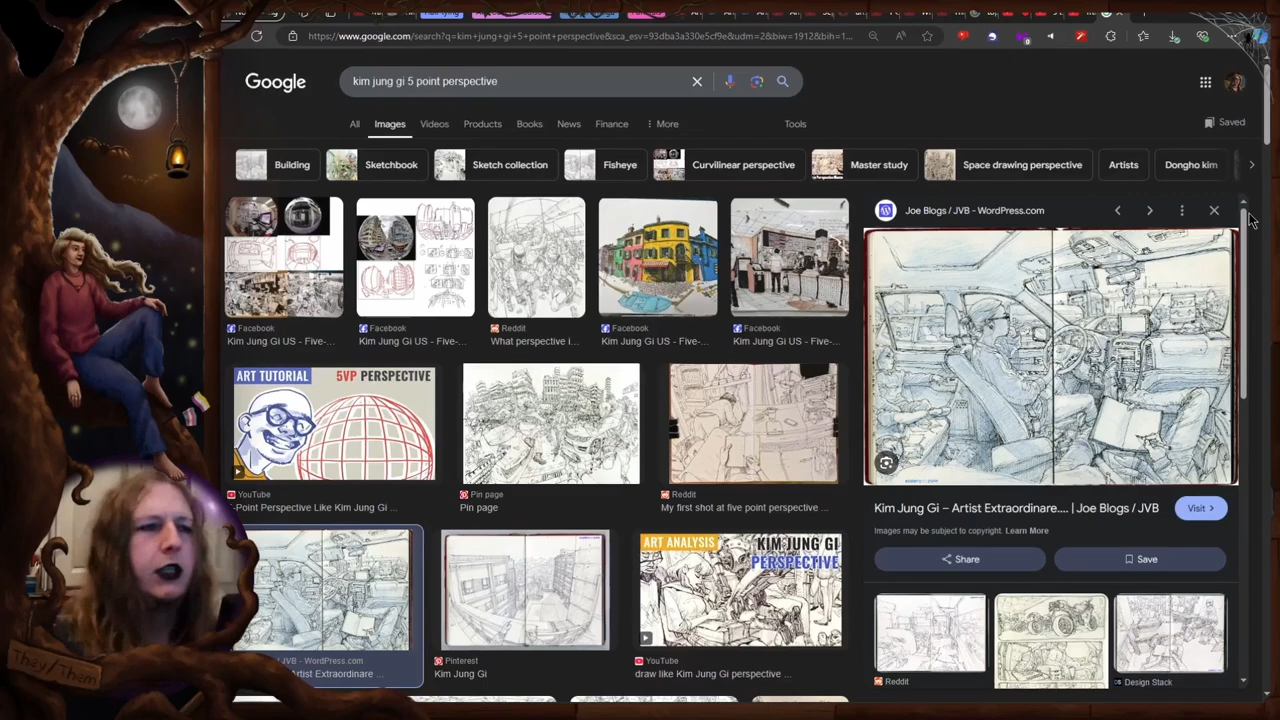 https://www.google.com/search?q=kim+jung+gi+5+point+perspective&sca_esv=93dba3a330e5cf9e&udm=2&biw=1912&bih=1...
Google
kim jung gi 5 point perspective
All Images Videos Products Books News Finance More Tools
Saved
Building Sketchbook Sketch collection Fisheye Curvilinear perspective Master study Space drawing perspective Artists Dongho kim
Joe Blogs / JVB - WordPress.com
Facebook
Kim Jung Gi US - Five-...
Facebook
Kim Jung Gi US - Five-...
Reddit
What perspective i...
Facebook
Kim Jung Gi US - Five-...
Facebook
Kim Jung Gi US - Five-...
ART TUTORIAL
5VP PERSPECTIVE
YouTube
-Point Perspective Like Kim Jung Gi ...
Pin page
Pin page
Reddit
My first shot at five point perspective ...
Kim Jung Gi – Artist Extraordinare.... | Joe Blogs / JVB
Visit
Images may be subject to copyright. Learn More
Share
Save
ART ANALYSIS
KIM JUNG GI
PERSPECTIVE
/ JVB - WordPress.com
Artist Extraordinare ...
Pinterest
Kim Jung Gi
YouTube
draw like Kim Jung Gi perspective ...
Reddit
Design Stack
They/Them